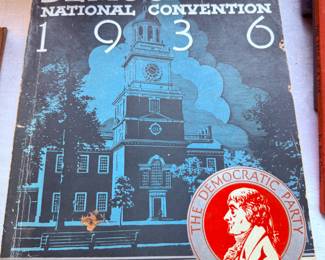 NATIONAL CONVENTION
1936
THE DEMOCRATIC PARTY